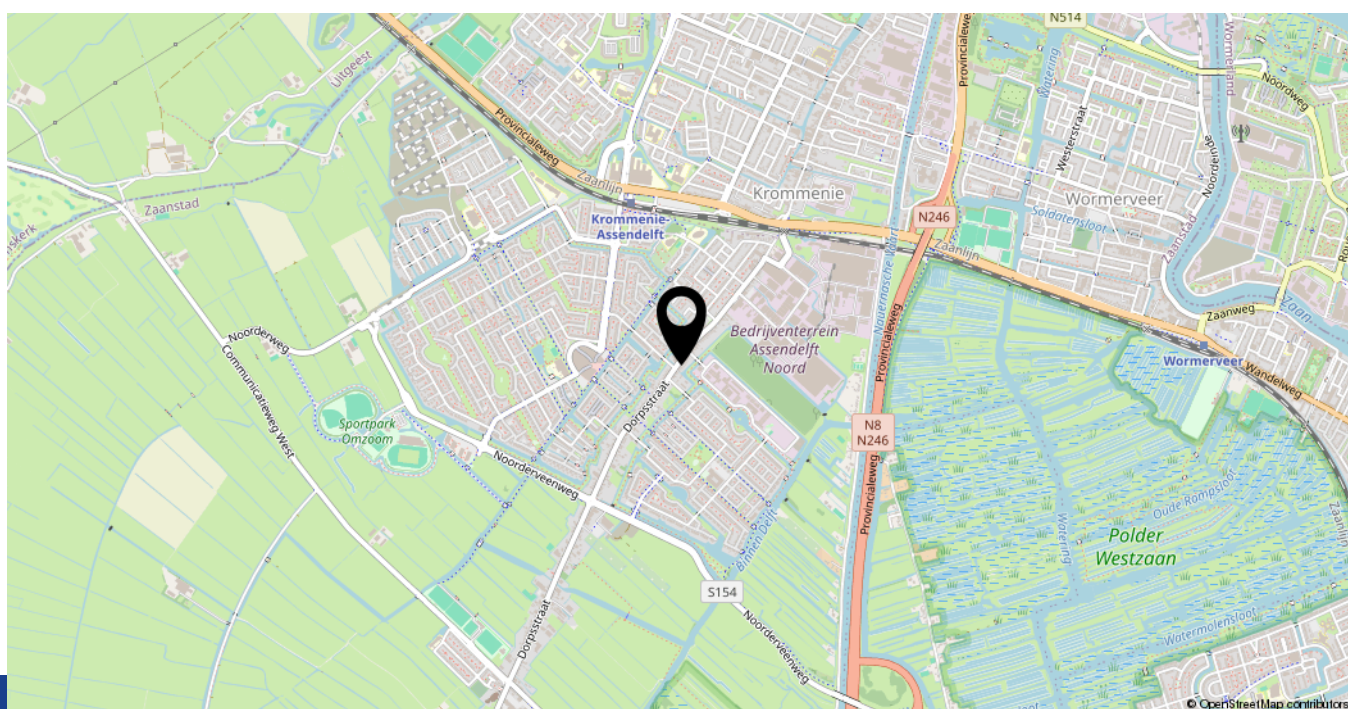 N514
Provincialeweg
Watering
Wormerland
Noordweg
Uitgeest
Provincialeweg
Westerstraat
Noordeinde
Zaanlijn
Krommenie
Wormerveer
Zaanstad
Krommenie-
Assendelft
N246
Soldatensloot
Zaanlijn
Zaanstad
Nauernasche Vaart
Zaan
Noorderweg
Bedrijventerrein
Assendelft
Noord
Provincialeweg
Zaanweg
Wormerveer
Wandelweg
Communicatieweg West
Dorpsstraat
Sportpark
Omzoom
N8
N246
Noorderveenweg
Provincialeweg
Oude Rompsloot
Watering
Zaanlijn
Binnen Delft
Polder
Westzaan
S154
Dorpsstraat
Noorderveenweg
Watermolensloot
© OpenStreetMap contributors